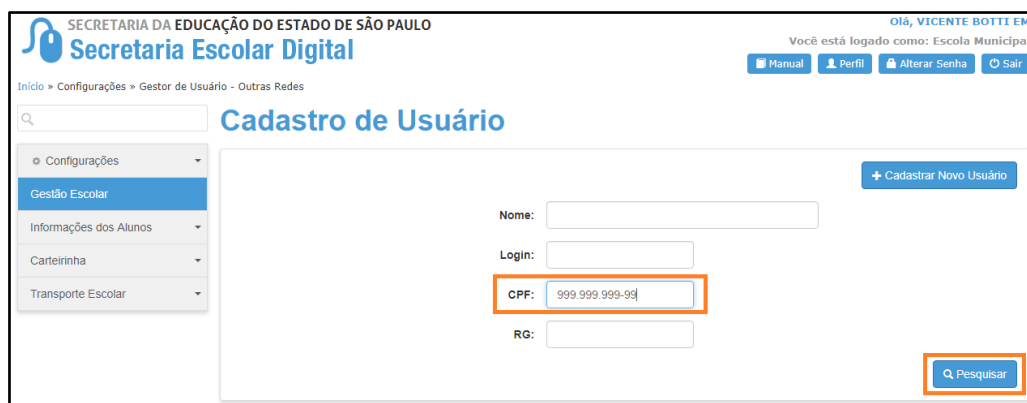 SECRETARIA DA EDUCAÇÃO DO ESTADO DE SÃO PAULO
Secretaria Escolar Digital
Olá, VICENTE BOTTI EM
Você está logado como: Escola Municipa
Manual Perfil Alterar Senha Sair
Início » Configurações » Gestor de Usuário - Outras Redes
Cadastro de Usuário
Configurações
Gestão Escolar
Informações dos Alunos
Carteirinha
Transporte Escolar
+ Cadastrar Novo Usuário
Nome:
Login:
CPF: 999.999.999-99
RG:
Pesquisar